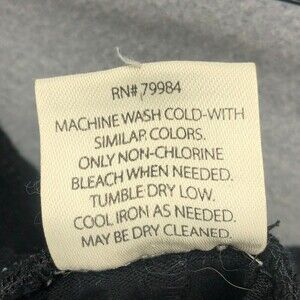 RN# 79984
MACHINE WASH COLD-WITH
SIMILAR COLORS.
ONLY NON-CHLORINE
BLEACH WHEN NEEDED.
TUMBLE DRY LOW.
COOL IRON AS NEEDED.
MAY BE DRY CLEANED.